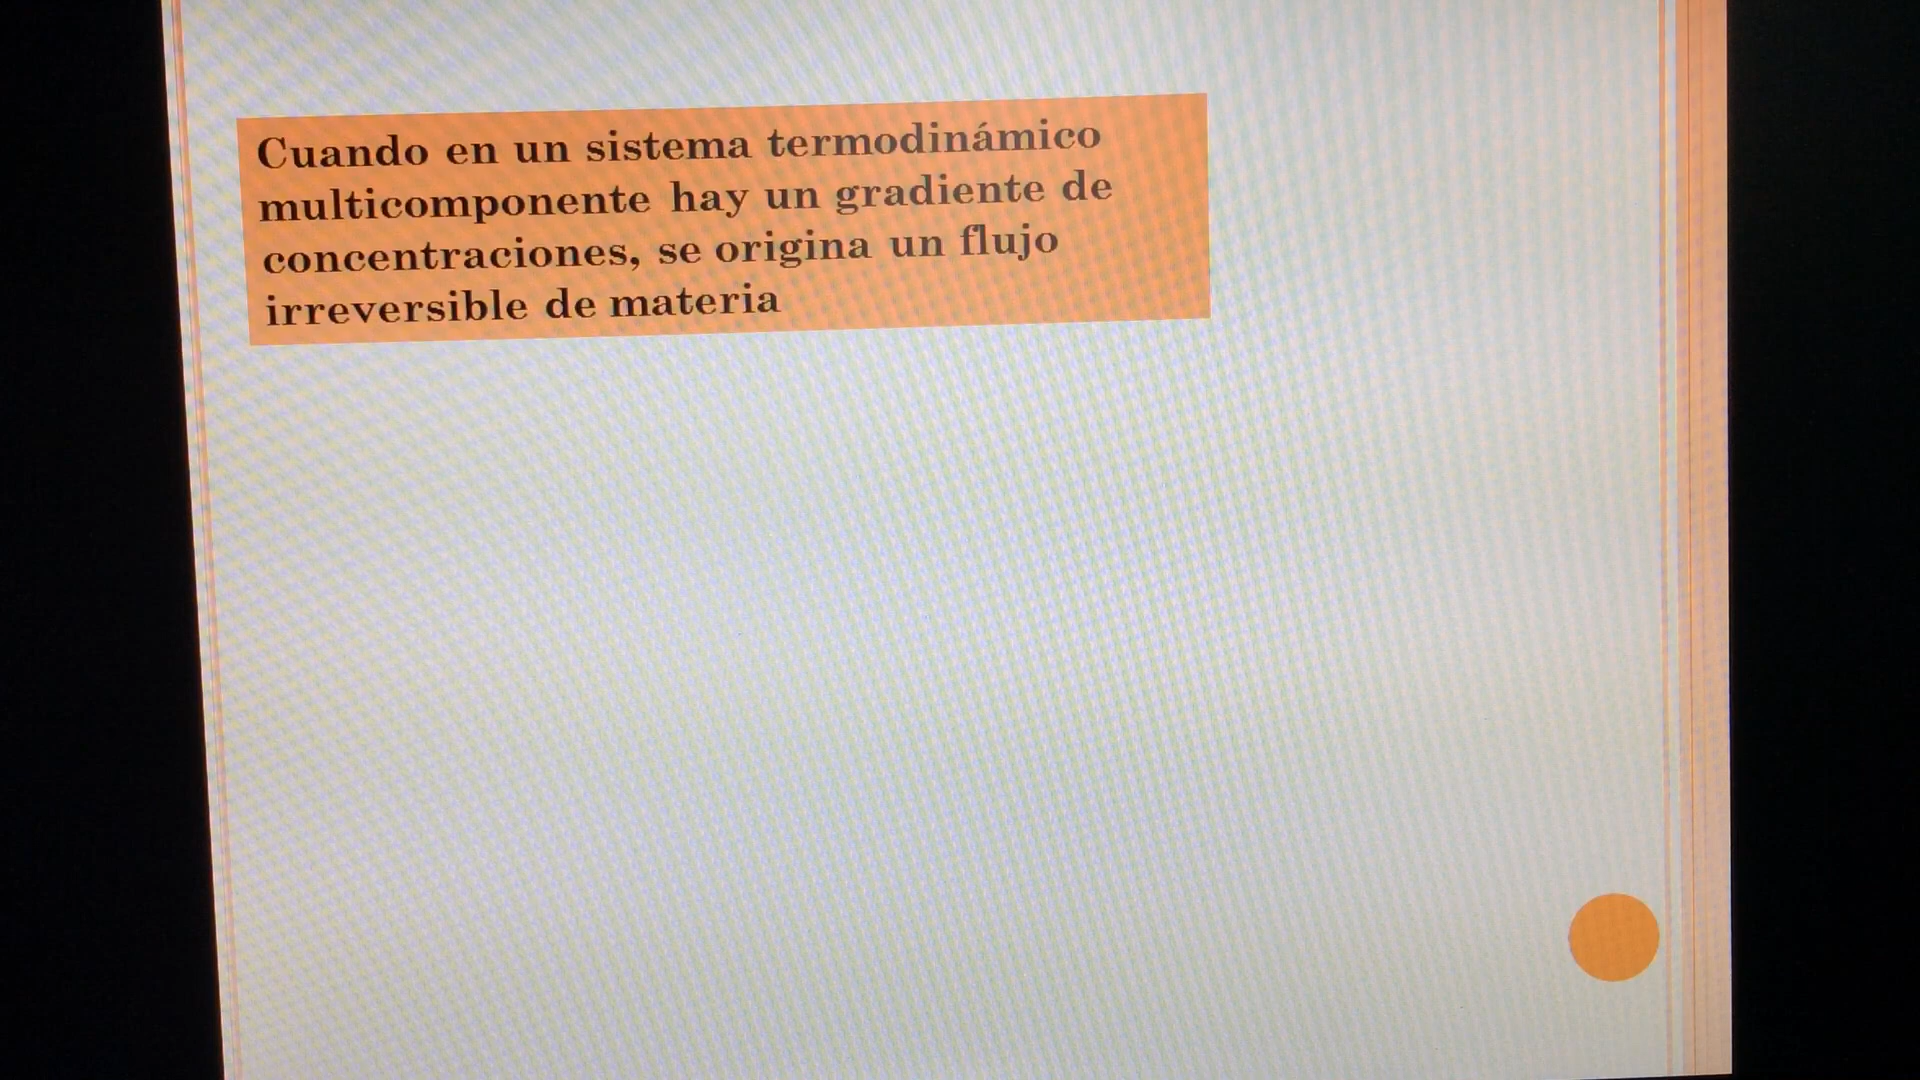 Cuando en un sistema termodinámico
multicomponente hay un gradiente de
concentraciones, se origina un flujo
irreversible de materia